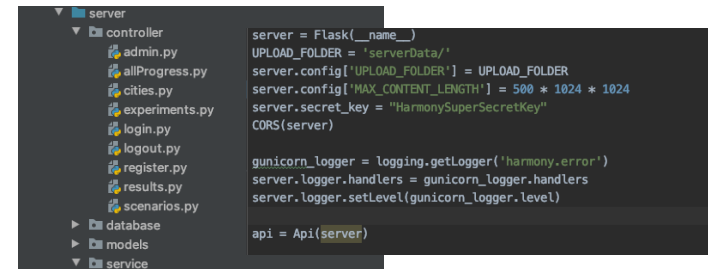 server
controller
admin.py
allProgress.py
cities.py
experiments.py
login.py
logout.py
register.py
results.py
scenarios.py
database
models
service
server = Flask(__name__)
UPLOAD_FOLDER = 'serverData/'
server.config['UPLOAD_FOLDER'] = UPLOAD_FOLDER
server.config['MAX_CONTENT_LENGTH'] = 500 * 1024 * 1024
server.secret_key = "HarmonySuperSecretKey"
CORS(server)
gunicorn_logger = logging.getLogger('harmony.error')
server.logger.handlers = gunicorn_logger.handlers
server.logger.setLevel(gunicorn_logger.level)
api = Api(server)